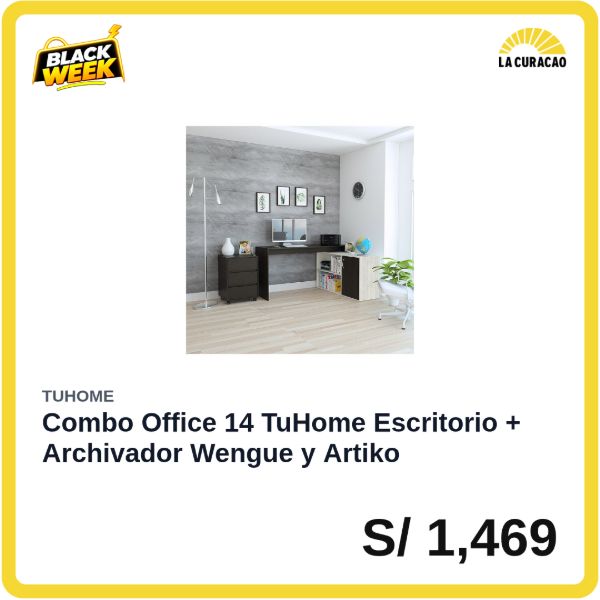 BLACK
WEEK
LA CURACAO
TUHOME
Combo Office 14 TuHome Escritorio +
Archivador Wengue y Artiko
S/ 1,469